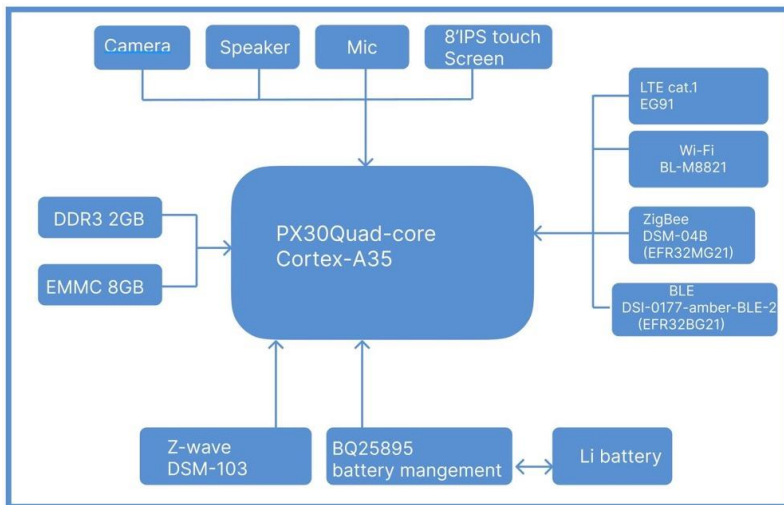 Camera
Speaker
Mic
8'IPS touch
Screen
LTE cat.1
EG91
Wi-Fi
BL-M8821
DDR3 2GB
PX30Quad-core
Cortex-A35
ZigBee
DSM-04B
(EFR32MG21)
EMMC 8GB
BLE
DSI-0177-amber-BLE-2
(EFR32BG21)
Z-wave
DSM-103
BQ25895
battery mangement
Li battery